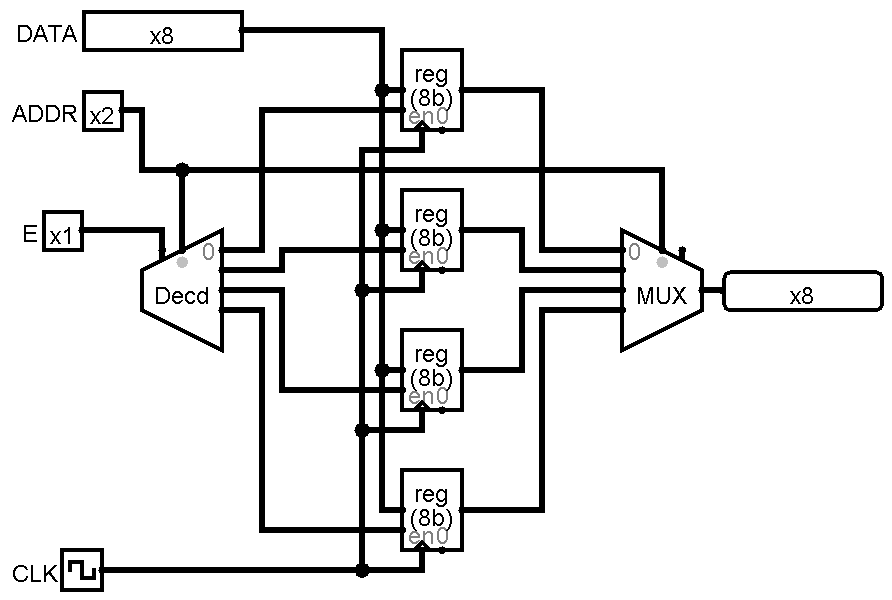 DATA x8
ADDR x2
E x1
0
Decd
reg
(8b)
en0
reg
(8b)
en0
reg
(8b)
en0
reg
(8b)
en0
0
MUX
x8
CLK